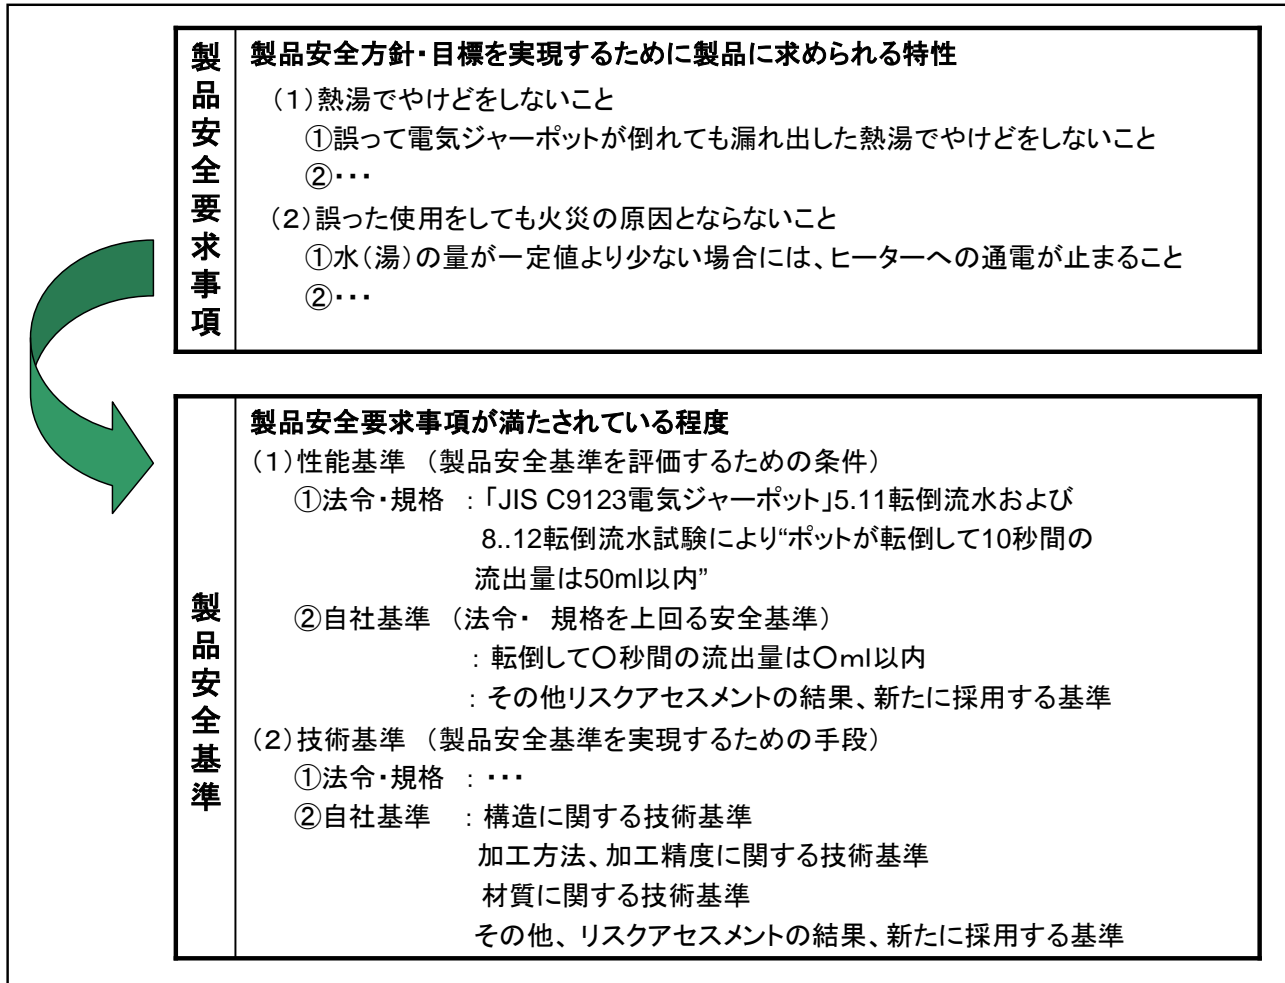 製品安全要求事項
製品安全方針・目標を実現するために製品に求められる特性
（１）熱湯でやけどをしないこと
①誤って電気ジャーポットが倒れても漏れ出した熱湯でやけどをしないこと
②・・・
（２）誤った使用をしても火災の原因とならないこと
①水（湯）の量が一定値より少ない場合には、ヒーターへの通電が止まること
②・・・
製品安全基準
製品安全要求事項が満たされている程度
（１）性能基準　（製品安全基準を評価するための条件）
①法令・規格　：「JIS C9123電気ジャーポット」5.11転倒流水および
8..12転倒流水試験により“ポットが転倒して10秒間の
流出量は50ml以内”
②自社基準　（法令・　規格を上回る安全基準）
：転倒して〇秒間の流出量は〇ｍｌ以内
：その他リスクアセスメントの結果、新たに採用する基準
（２）技術基準　（製品安全基準を実現するための手段）
①法令・規格　：・・・
②自社基準　：構造に関する技術基準
加工方法、加工精度に関する技術基準
材質に関する技術基準
その他、リスクアセスメントの結果、新たに採用する基準